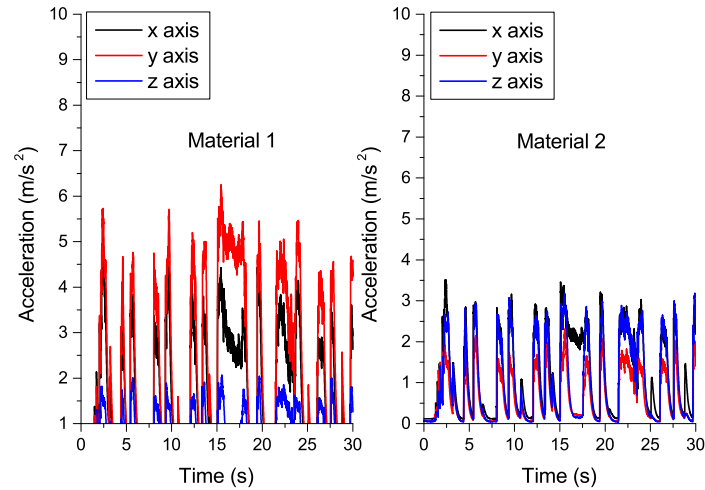 x axis
y axis
z axis
Material 1
Acceleration (m/s²)
10
9
8
7
6
5
4
3
2
1
0 5 10 15 20 25 30
Time (s)
x axis
y axis
z axis
Material 2
Acceleration (m/s²)
10
9
8
7
6
5
4
3
2
1
0
0 5 10 15 20 25 30
Time (s)